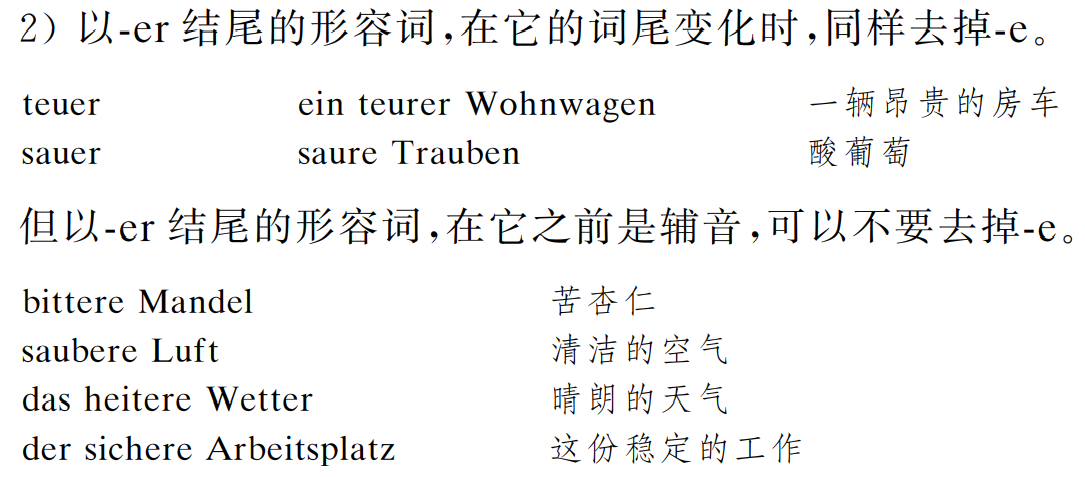 2) 以-er 结尾的形容词,在它的词尾变化时,同样去掉-e。
teuer ein teurer Wohnwagen 一辆昂贵的房车
sauer saure Trauben 酸葡萄
但以-er 结尾的形容词,在它之前是辅音,可以不要去掉-e。
bittere Mandel 苦杏仁
saubere Luft 清洁的空气
das heitere Wetter 晴朗的天气
der sichere Arbeitsplatz 这份稳定的工作